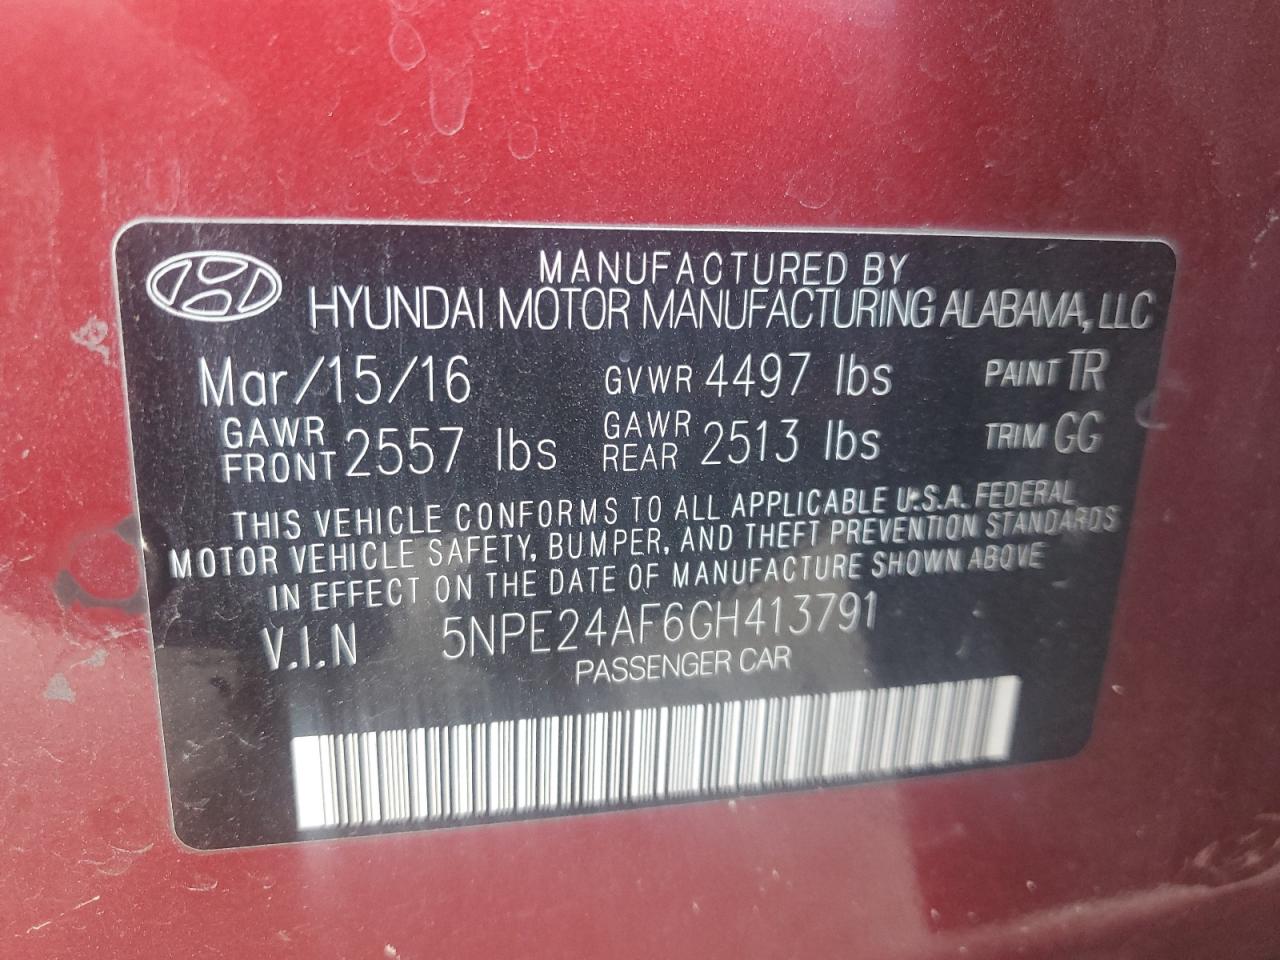 MANUFACTURED BY
HYUNDAI MOTOR MANUFACTURING ALABAMA, LLC
Mar/15/16 GVWR 4497 lbs PAINT TR
GAWR FRONT 2557 lbs GAWR REAR 2513 lbs TRIM GG
THIS VEHICLE CONFORMS TO ALL APPLICABLE U.S.A. FEDERAL
MOTOR VEHICLE SAFETY, BUMPER, AND THEFT PREVENTION STANDARDS
IN EFFECT ON THE DATE OF MANUFACTURE SHOWN ABOVE
V.I.N 5NPE24AF6GH413791
PASSENGER CAR